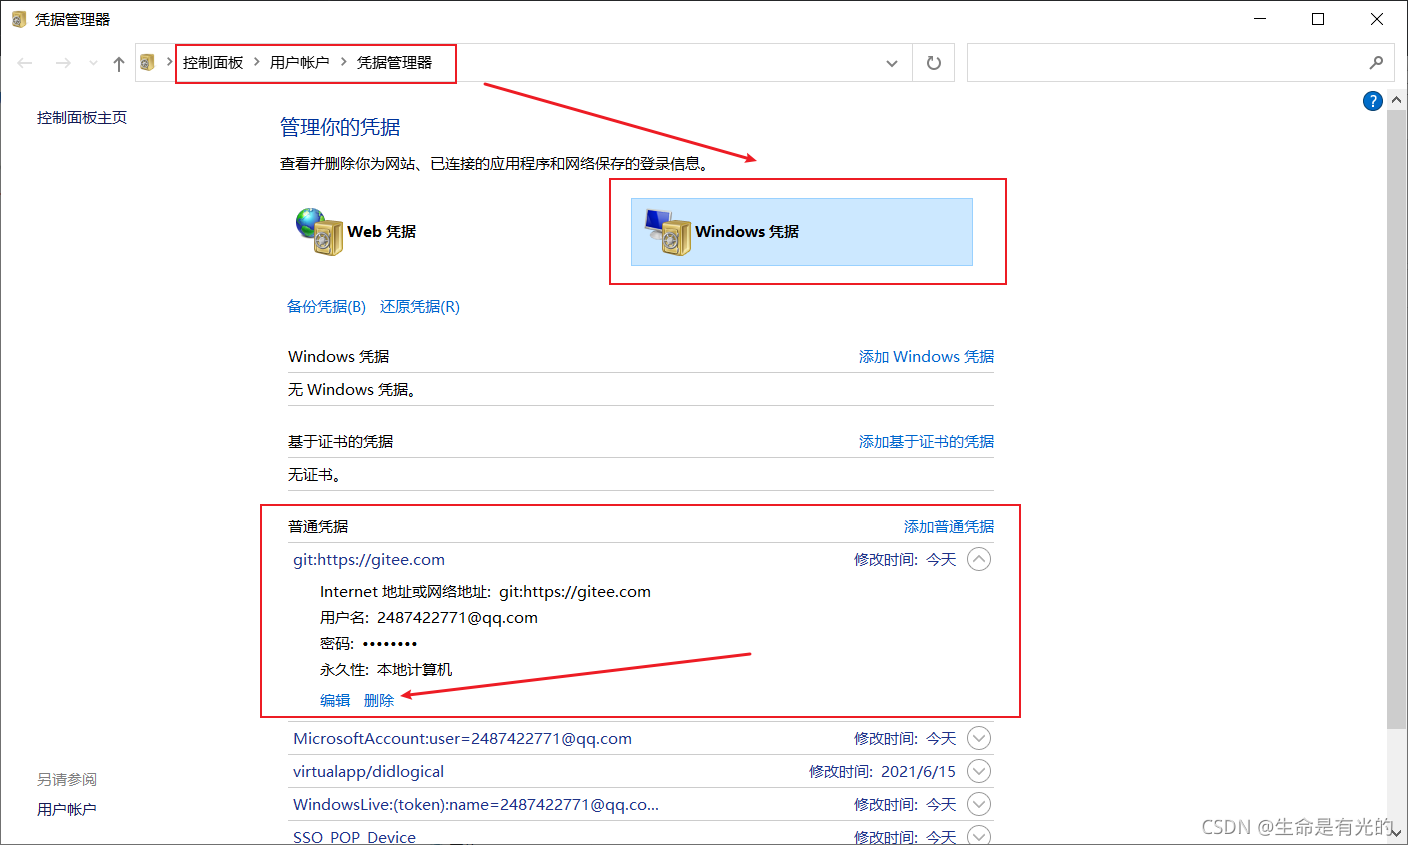 凭据管理器
控制面板 > 用户帐户 > 凭据管理器
控制面板主页
管理你的凭据
查看并删除你为网站、已连接的应用程序和网络保存的登录信息。
Web 凭据
Windows 凭据
备份凭据(B) 还原凭据(R)
Windows 凭据 添加 Windows 凭据
无 Windows 凭据。
基于证书的凭据 添加基于证书的凭据
无证书。
普通凭据 添加普通凭据
git:https://gitee.com 修改时间: 今天
Internet 地址或网络地址: git:https://gitee.com
用户名: 2487422771@qq.com
密码: ••••••••
永久性: 本地计算机
编辑 删除
MicrosoftAccount:user=2487422771@qq.com 修改时间: 今天
virtualapp/didlogical 修改时间: 2021/6/15
WindowsLive:(token):name=2487422771@qq.co... 修改时间: 今天
SSO_POP_Device 修改时间: 今天
另请参阅
用户帐户
CSDN @生命是有光的